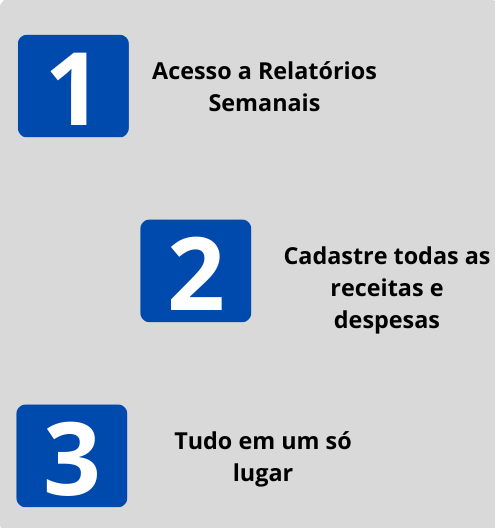 1
Acesso a Relatórios
Semanais
2
Cadastre todas as
receitas e
despesas
3
Tudo em um só
lugar